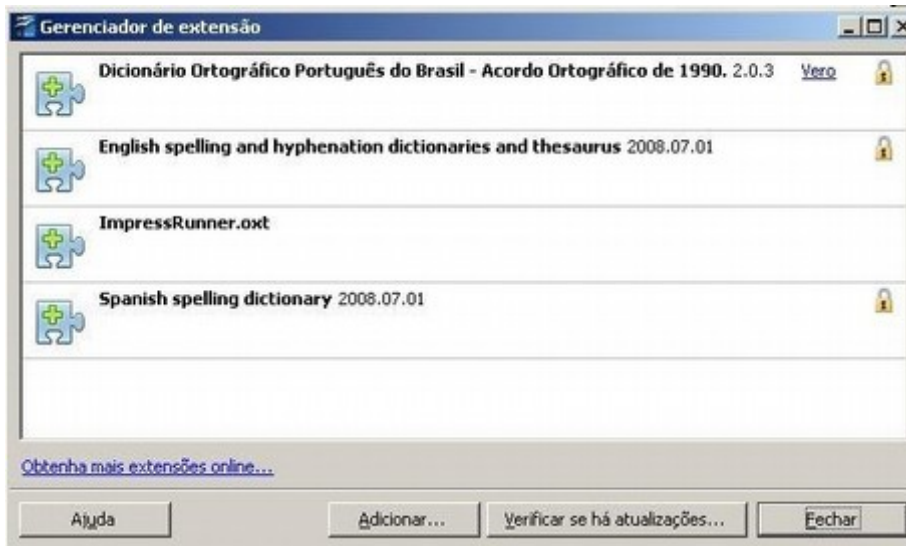 Gerenciador de extensão
Dicionário Ortográfico Português do Brasil - Acordo Ortográfico de 1990. 2.0.3 Vero
English spelling and hyphenation dictionaries and thesaurus 2008.07.01
ImpressRunner.oxt
Spanish spelling dictionary 2008.07.01
Obtenha mais extensões online...
Ajuda Adicionar... Verificar se há atualizações... Fechar